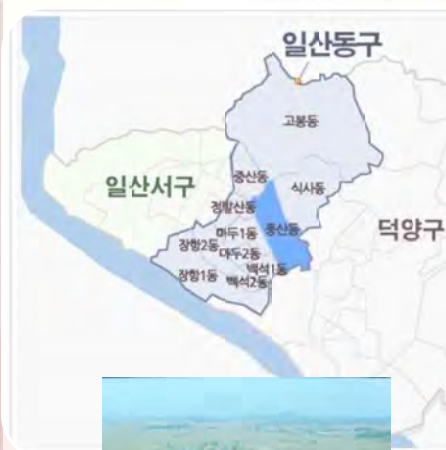 일산동구
고봉동
중산동
식사동
일산서구
정발산동
풍산동
마두1동
덕양구
장항2동
마두2동
백석1동
장항1동
백석2동